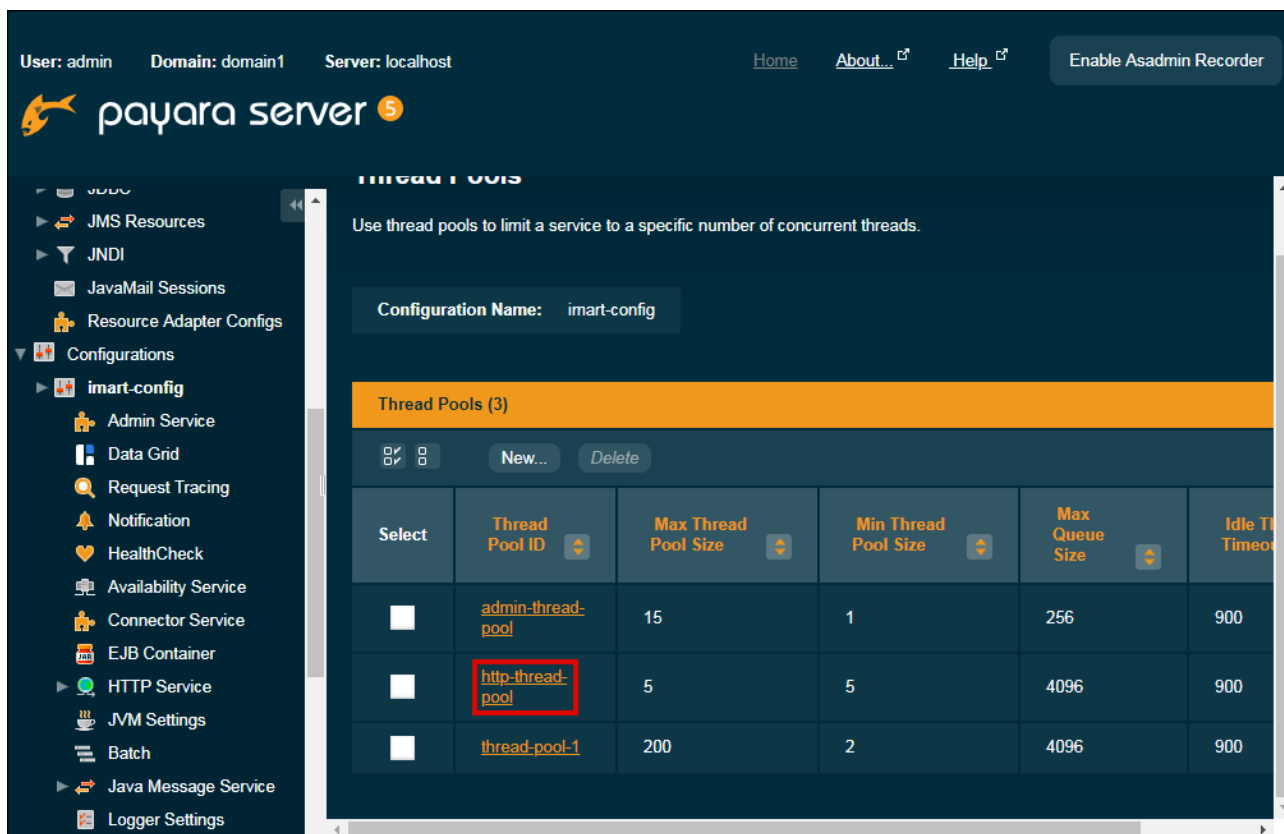 User: admin Domain: domain1 Server: localhost Home About... Help Enable Asadmin Recorder
payara server 5
JDBC
JMS Resources
JNDI
JavaMail Sessions
Resource Adapter Configs
Configurations
imart-config
Admin Service
Data Grid
Request Tracing
Notification
HealthCheck
Availability Service
Connector Service
EJB Container
HTTP Service
JVM Settings
Batch
Java Message Service
Logger Settings
Thread Pools
Use thread pools to limit a service to a specific number of concurrent threads.
Configuration Name: imart-config
Thread Pools (3)
New... Delete
Select Thread Pool ID Max Thread Pool Size Min Thread Pool Size Max Queue Size Idle
admin-thread-pool 15 1 256 900
http-thread-pool 5 5 4096 900
thread-pool-1 200 2 4096 900